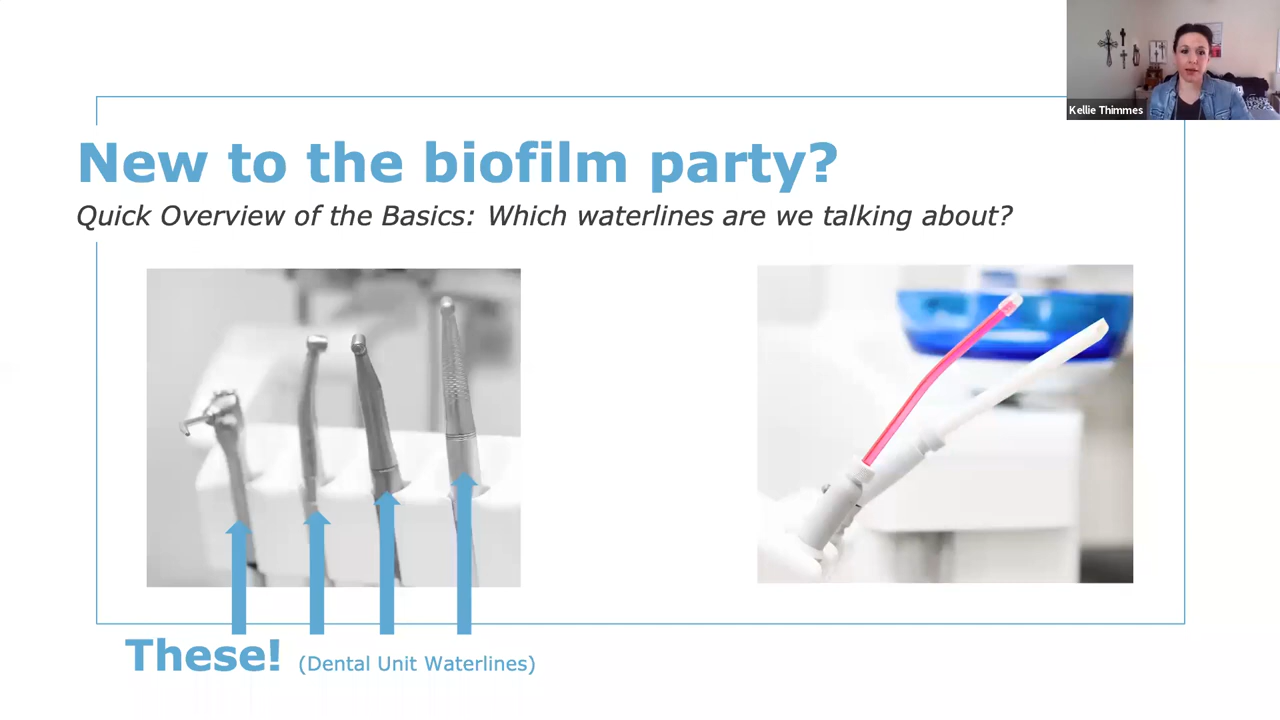 Kellie Thimmes
New to the biofilm party?
Quick Overview of the Basics: Which waterlines are we talking about?
These! (Dental Unit Waterlines)